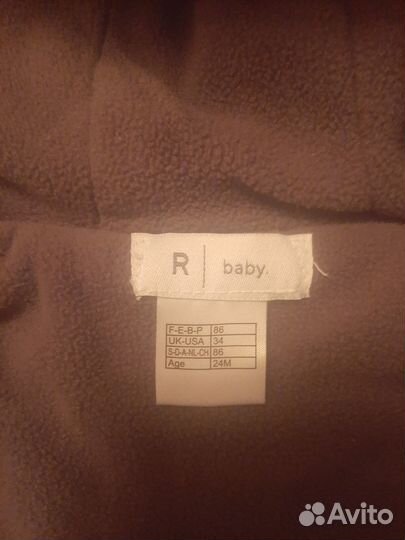 R | baby.
F-E-B-P 86
UK-USA 34
S-D-A-NL-CH 86
Age 24M
Avito